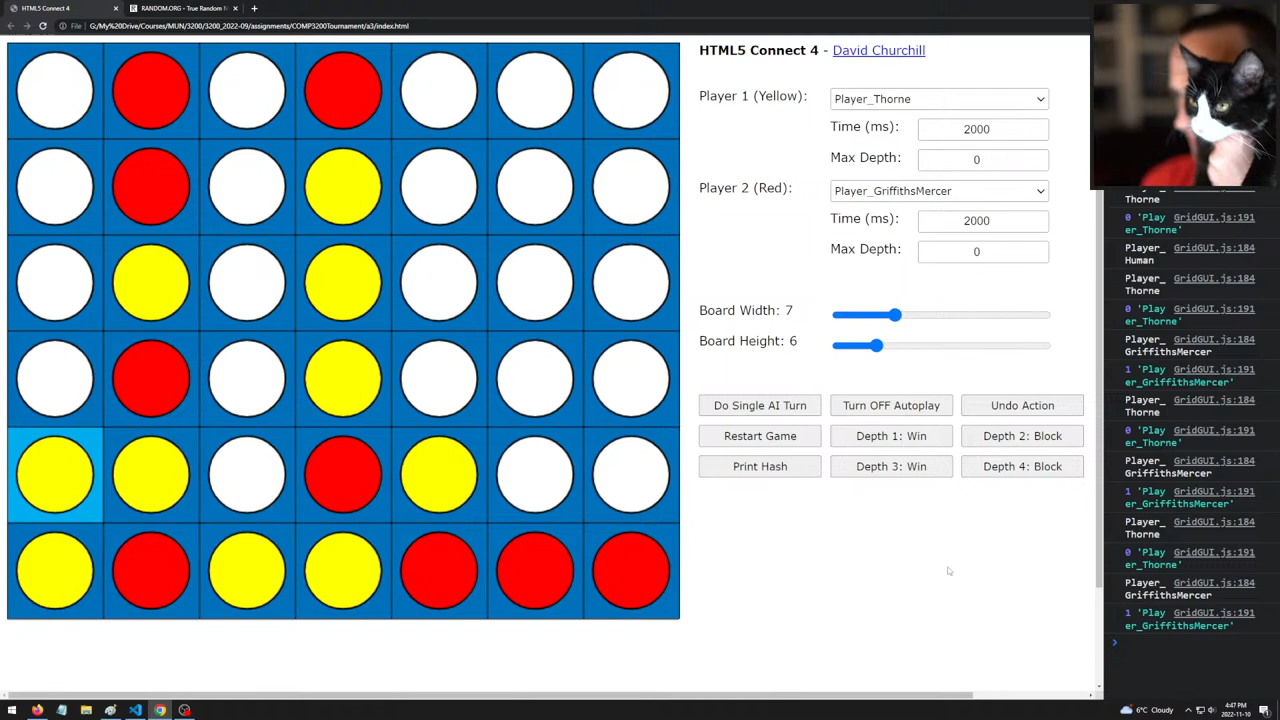 HTML5 Connect 4
RANDOM.ORG - True Random N
File G:/My%20Drive/Courses/MUN/3200/3200_2022-09/assignments/COMP3200Tournament/a3/index.html
HTML5 Connect 4 - David Churchill
Player 1 (Yellow): Player_Thorne
Time (ms): 2000
Max Depth: 0
Player 2 (Red): Player_GriffithsMercer
Time (ms): 2000
Max Depth: 0
Board Width: 7
Board Height: 6
Do Single AI Turn Turn OFF Autoplay Undo Action
Restart Game Depth 1: Win Depth 2: Block
Print Hash Depth 3: Win Depth 4: Block
Thorne
0 'Play GridGUI.js:191
er_Thorne'
Player_ GridGUI.js:184
Human
Player_ GridGUI.js:184
Thorne
0 'Play GridGUI.js:191
er_Thorne'
Player_ GridGUI.js:184
GriffithsMercer
1 'Play GridGUI.js:191
er_GriffithsMercer'
Player_ GridGUI.js:184
Thorne
0 'Play GridGUI.js:191
er_Thorne'
Player_ GridGUI.js:184
GriffithsMercer
1 'Play GridGUI.js:191
er_GriffithsMercer'
Player_ GridGUI.js:184
Thorne
0 'Play GridGUI.js:191
er_Thorne'
Player_ GridGUI.js:184
GriffithsMercer
1 'Play GridGUI.js:191
er_GriffithsMercer'
6°C Cloudy
4:47 PM
2022-11-10